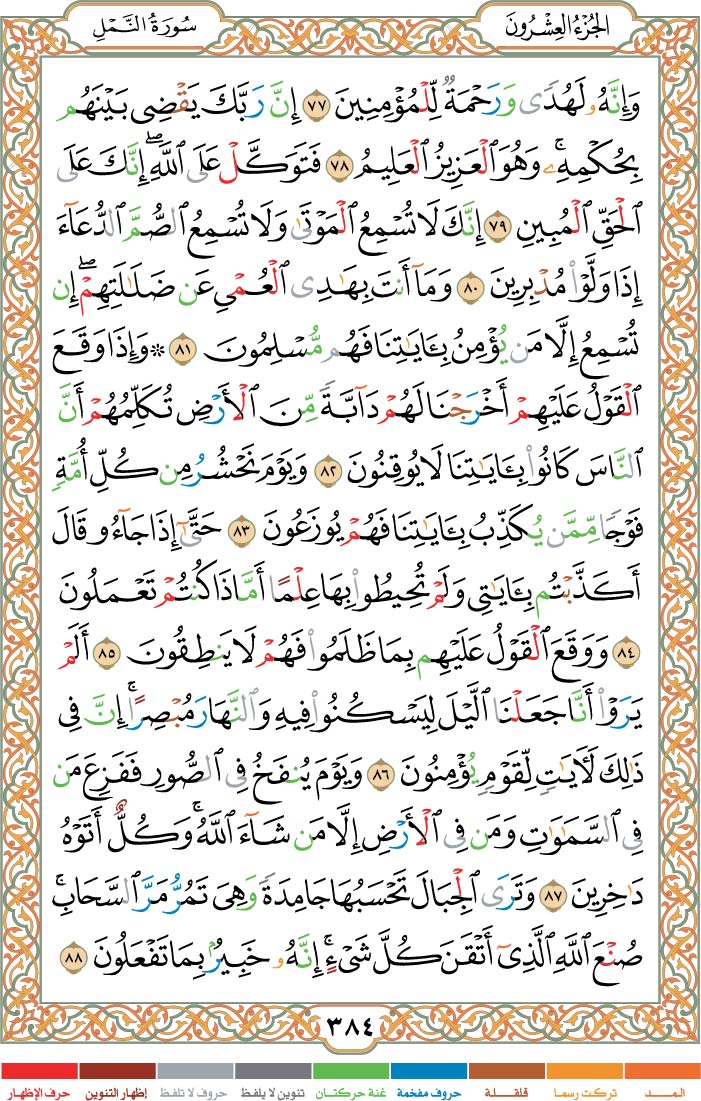 الجُزْءُ العِشْرُونَ
سُورَةُ النَّمْلِ
وَإِنَّهُۥ لَهُدٗى وَرَحۡمَةٞ لِّلۡمُؤۡمِنِينَ ٧٧ إِنَّ رَبَّكَ يَقۡضِي بَيۡنَهُم
بِحُكۡمِهِۦۚ وَهُوَ ٱلۡعَزِيزُ ٱلۡعَلِيمُ ٧٨ فَتَوَكَّلۡ عَلَى ٱللَّهِۖ إِنَّكَ عَلَى
ٱلۡحَقِّ ٱلۡمُبِينِ ٧٩ إِنَّكَ لَا تُسۡمِعُ ٱلۡمَوۡتَىٰ وَلَا تُسۡمِعُ ٱلصُّمَّ ٱلدُّعَآءَ
إِذَا وَلَّوۡاْ مُدۡبِرِينَ ٨٠ وَمَآ أَنتَ بِهَٰدِي ٱلۡعُمۡيِ عَن ضَلَٰلَتِهِمۡۖ إِن
تُسۡمِعُ إِلَّا مَن يُؤۡمِنُ بِـَٔايَٰتِنَا فَهُم مُّسۡلِمُونَ ٨١ ۞ وَإِذَا وَقَعَ
ٱلۡقَوۡلُ عَلَيۡهِمۡ أَخۡرَجۡنَا لَهُمۡ دَآبَّةٗ مِّنَ ٱلۡأَرۡضِ تُكَلِّمُهُمۡ أَنَّ
ٱلنَّاسَ كَانُواْ بِـَٔايَٰتِنَا لَا يُوقِنُونَ ٨٢ وَيَوۡمَ نَحۡشُرُ مِن كُلِّ أُمَّةٖ
فَوۡجٗا مِّمَّن يُكَذِّبُ بِـَٔايَٰتِنَا فَهُمۡ يُوزَعُونَ ٨٣ حَتَّىٰٓ إِذَا جَآءُو قَالَ
أَكَذَّبۡتُم بِـَٔايَٰتِي وَلَمۡ تُحِيطُواْ بِهَا عِلۡمًا أَمَّاذَا كُنتُمۡ تَعۡمَلُونَ
٨٤ وَوَقَعَ ٱلۡقَوۡلُ عَلَيۡهِم بِمَا ظَلَمُواْ فَهُمۡ لَا يَنطِقُونَ ٨٥ أَلَمۡ
يَرَوۡاْ أَنَّا جَعَلۡنَا ٱلَّيۡلَ لِيَسۡكُنُواْ فِيهِ وَٱلنَّهَارَ مُبۡصِرًاۚ إِنَّ فِي
ذَٰلِكَ لَأٓيَٰتٖ لِّقَوۡمٖ يُؤۡمِنُونَ ٨٦ وَيَوۡمَ يُنفَخُ فِي ٱلصُّورِ فَفَزِعَ مَن
فِي ٱلسَّمَٰوَٰتِ وَمَن فِي ٱلۡأَرۡضِ إِلَّا مَن شَآءَ ٱللَّهُۚ وَكُلٌّ أَتَوۡهُ
دَٰخِرِينَ ٨٧ وَتَرَى ٱلۡجِبَالَ تَحۡسَبُهَا جَامِدَةٗ وَهِيَ تَمُرُّ مَرَّ ٱلسَّحَابِۚ
صُنۡعَ ٱللَّهِ ٱلَّذِيٓ أَتۡقَنَ كُلَّ شَيۡءٍۚ إِنَّهُۥ خَبِيرُۢ بِمَا تَفۡعَلُونَ ٨٨
٣٨٤
المــد تركت رسما قلقلة حروف مفخمة غنة حركتان تنوين لا يلفظ حروف لا تلفظ إظهار التنوين حرف الإظهار